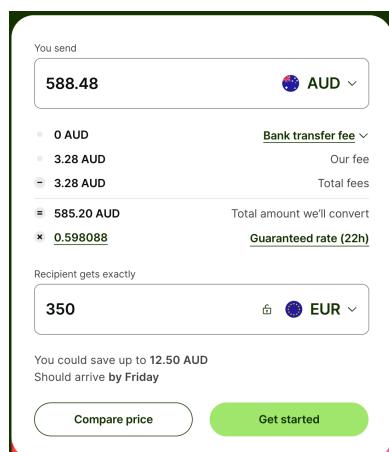 You send
588.48 AUD
0 AUD Bank transfer fee
3.28 AUD Our fee
– 3.28 AUD Total fees
= 585.20 AUD Total amount we'll convert
× 0.598088 Guaranteed rate (22h)
Recipient gets exactly
350 EUR
You could save up to 12.50 AUD
Should arrive by Friday
Compare price Get started